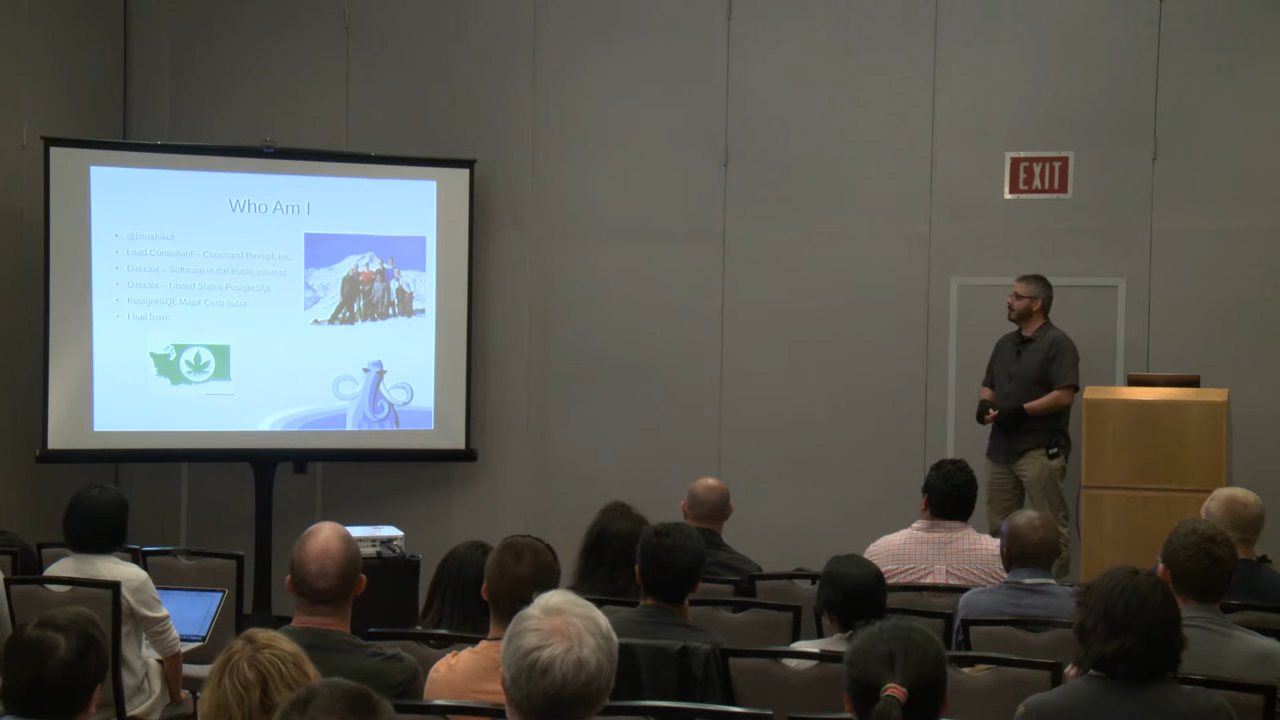 Who Am I
@linuxhiker
Lead Consultant – Command Prompt, Inc.
Director – Software in the Public Interest
Director – United States PostgreSQL
PostgreSQL Major Contributor
I hail from:
EXIT